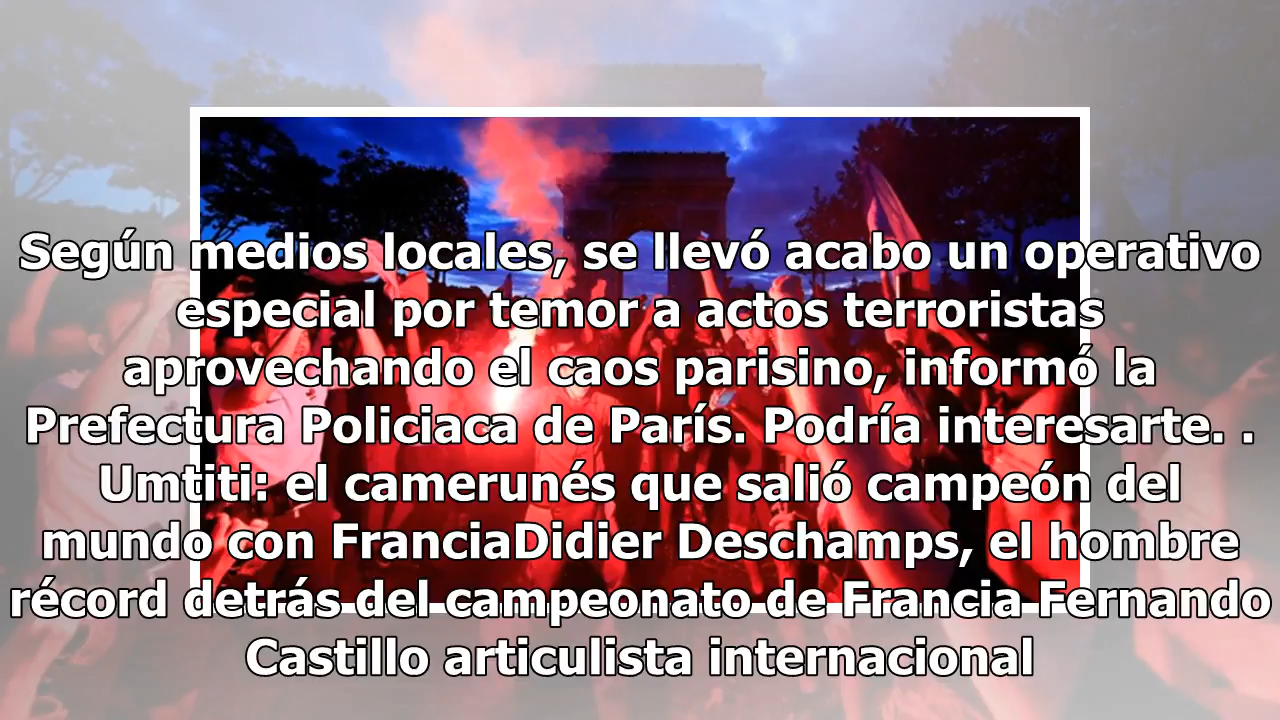 Según medios locales, se llevó acabo un operativo
especial por temor a actos terroristas
aprovechando el caos parisino, informó la
Prefectura Policiaca de París. Podría interesarte. .
Umtiti: el camerunés que salió campeón del
mundo con FranciaDidier Deschamps, el hombre
récord detrás del campeonato de Francia Fernando
Castillo articulista internacional